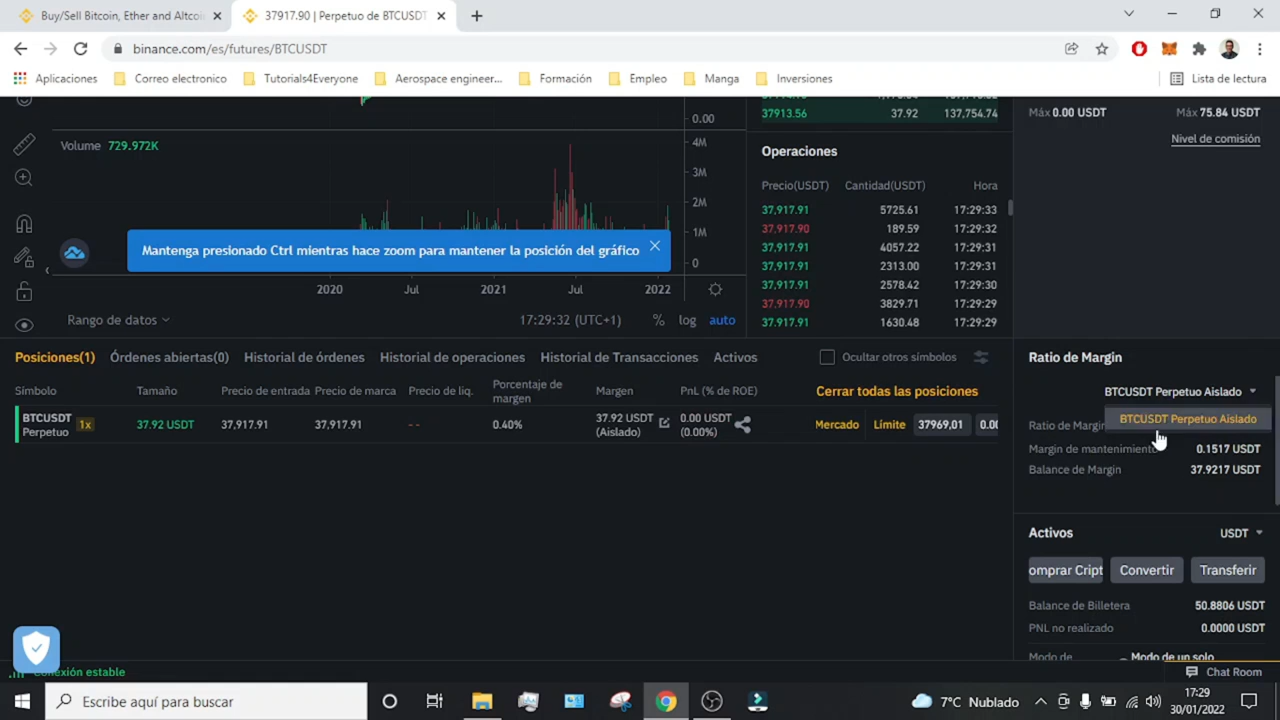 Buy/Sell Bitcoin, Ether and Altcoi
37917.90 | Perpetuo de BTCUSDT
binance.com/es/futures/BTCUSDT
Aplicaciones
Correo electronico
Tutorials4Everyone
Aerospace engineer...
Formación
Empleo
Manga
Inversiones
Lista de lectura
0.00
37913.56 37.92 137,754.74
Máx 0.00 USDT Máx 75.84 USDT
Nivel de comisión
Volume 729.972K
4M
3M
2M
1M
0
Mantenga presionado Ctrl mientras hace zoom para mantener la posición del gráfico
2020 Jul 2021 Jul 2022
Rango de datos
17:29:32 (UTC+1) % log auto
Operaciones
Precio(USDT) Cantidad(USDT) Hora
37,917.91 5725.61 17:29:33
37,917.90 189.59 17:29:32
37,917.91 4057.22 17:29:31
37,917.91 2313.00 17:29:31
37,917.91 2578.42 17:29:30
37,917.90 3829.71 17:29:29
37,917.91 1630.48 17:29:29
Posiciones(1) Órdenes abiertas(0) Historial de órdenes Historial de operaciones Historial de Transacciones Activos
Ocultar otros símbolos
Símbolo Tamaño Precio de entrada Precio de marca Precio de liq. Porcentaje de margen Margen PnL (% de ROE) Cerrar todas las posiciones
BTCUSDT Perpetuo 1x 37.92 USDT 37,917.91 37,917.91 - - 0.40% 37.92 USDT (Aislado) 0.00 USDT (0.00%) Mercado Límite 37969,01 0.00
Ratio de Margin
BTCUSDT Perpetuo Aislado
BTCUSDT Perpetuo Aislado
Ratio de Margin
Margin de mantenimiento 0.1517 USDT
Balance de Margin 37.9217 USDT
Activos USDT
omprar Cript Convertir Transferir
Balance de Billetera 50.8806 USDT
PNL no realizado 0.0000 USDT
Modo de Modo de un solo
Conexión estable
Chat Room
Escribe aquí para buscar
7°C Nublado
17:29
30/01/2022